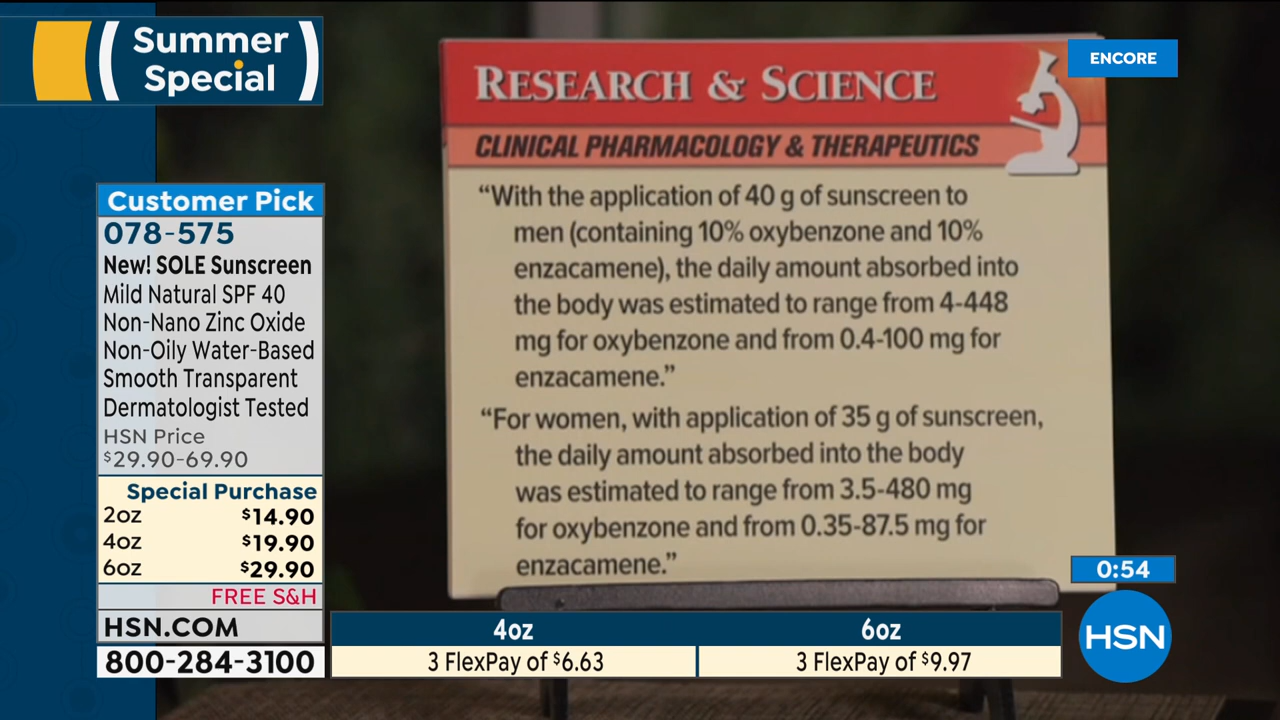 Summer
Special
ENCORE
RESEARCH & SCIENCE
CLINICAL PHARMACOLOGY & THERAPEUTICS
“With the application of 40 g of sunscreen to
men (containing 10% oxybenzone and 10%
enzacamene), the daily amount absorbed into
the body was estimated to range from 4-448
mg for oxybenzone and from 0.4-100 mg for
enzacamene.”
“For women, with application of 35 g of sunscreen,
the daily amount absorbed into the body
was estimated to range from 3.5-480 mg
for oxybenzone and from 0.35-87.5 mg for
enzacamene.”
Customer Pick
078-575
New! SOLE Sunscreen
Mild Natural SPF 40
Non-Nano Zinc Oxide
Non-Oily Water-Based
Smooth Transparent
Dermatologist Tested
HSN Price
$29.90-69.90
Special Purchase
2oz $14.90
4oz $19.90
6oz $29.90
FREE S&H
HSN.COM
800-284-3100
4oz 6oz
3 FlexPay of $6.63 3 FlexPay of $9.97
0:54
HSN